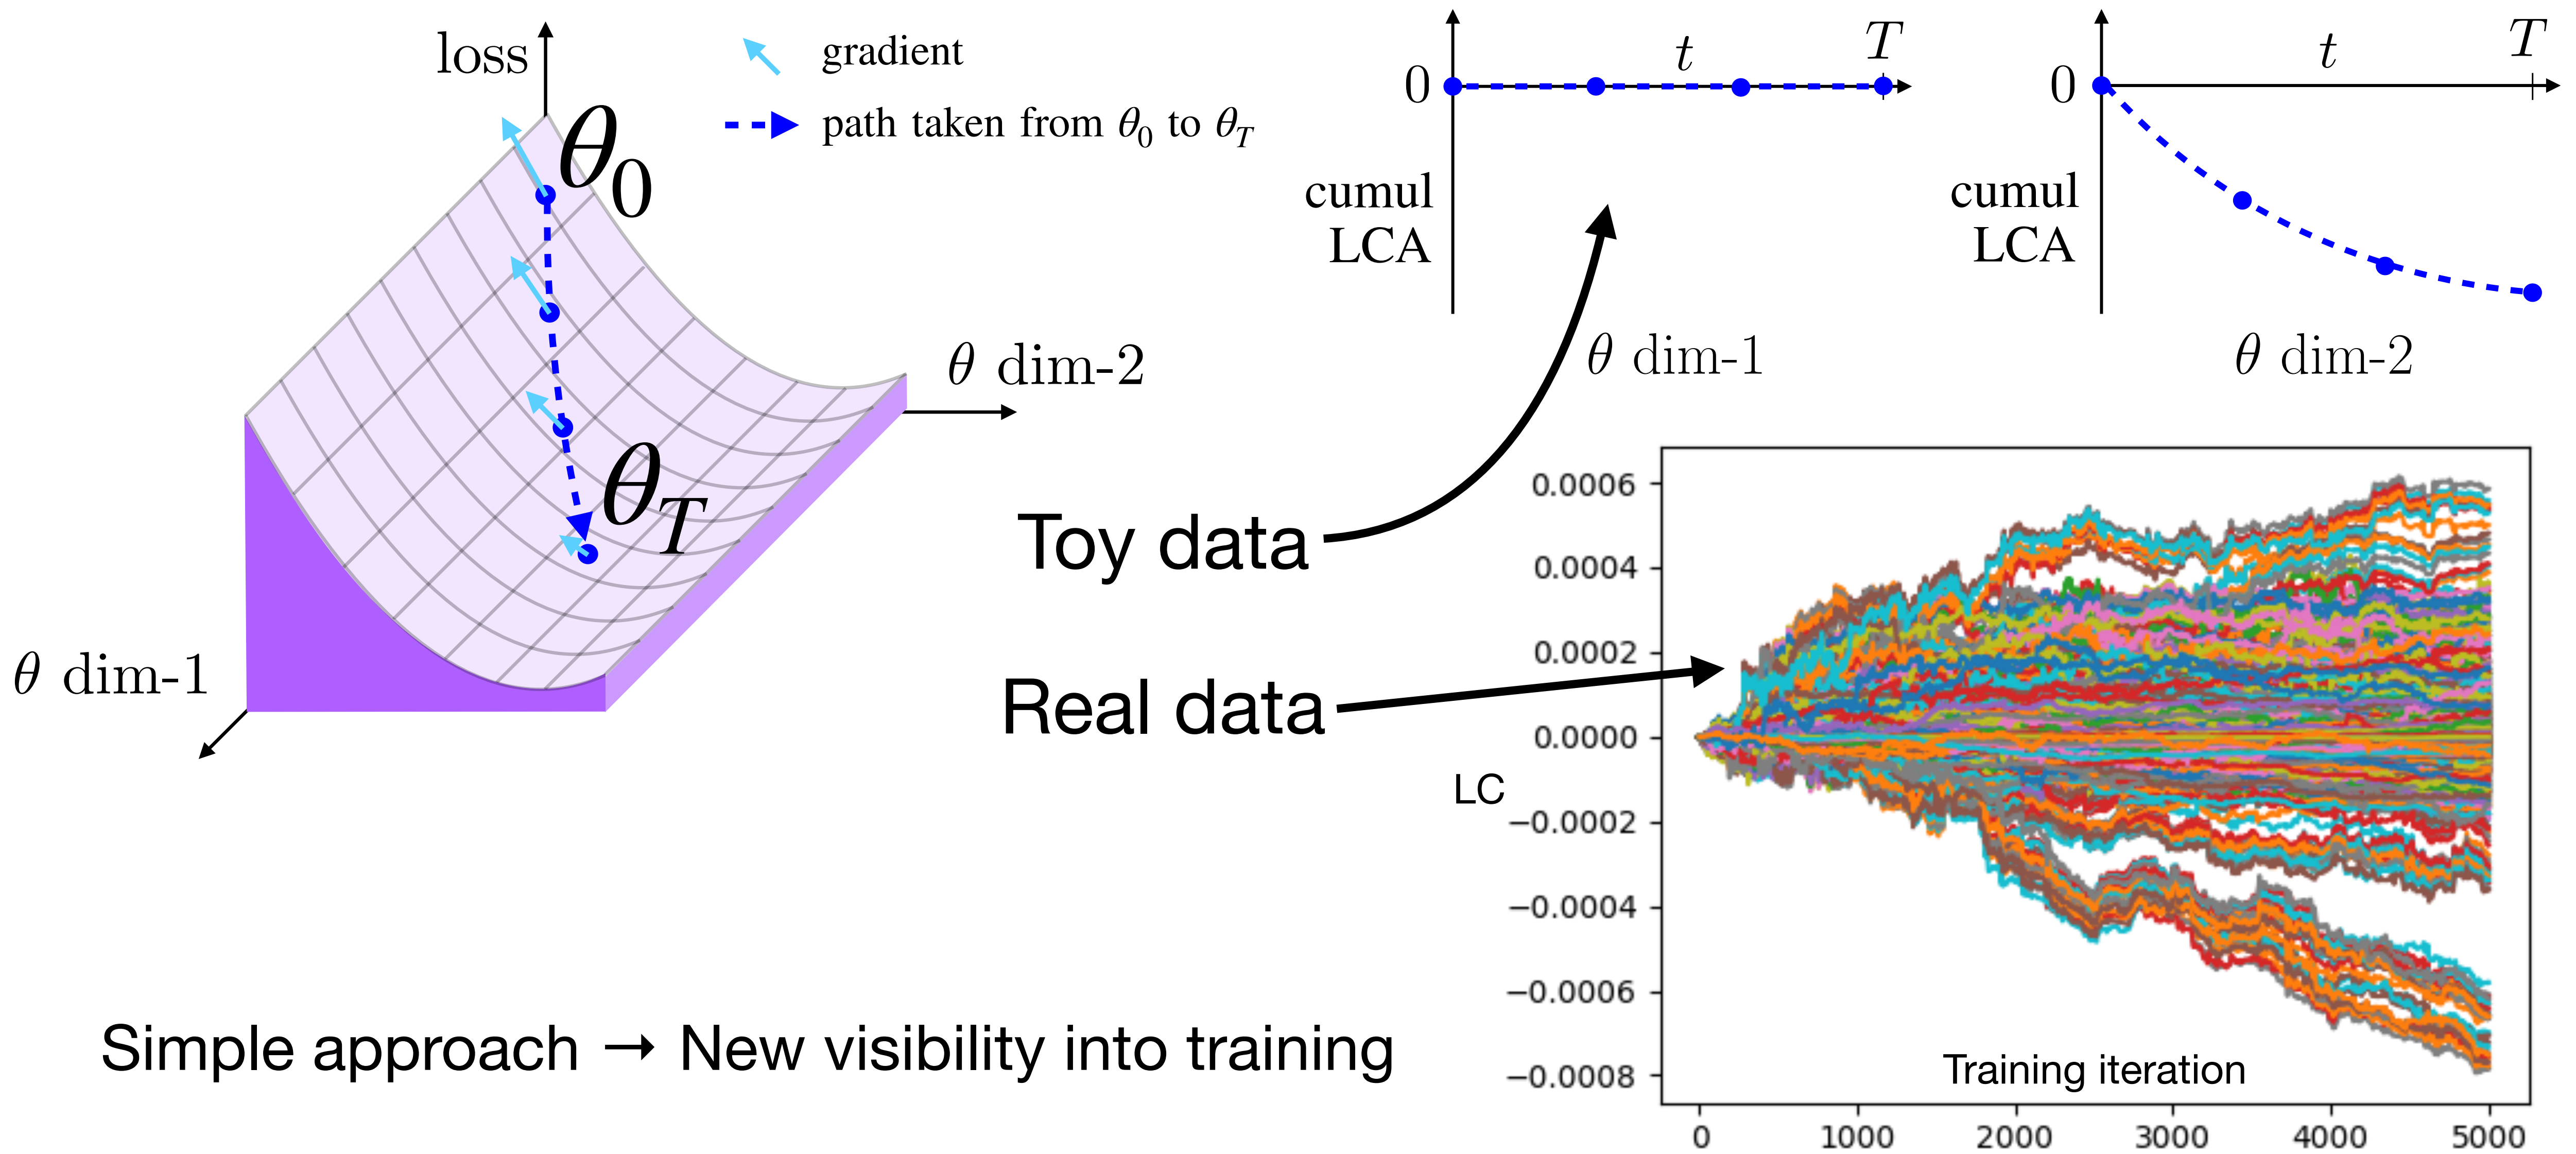 loss
gradient
path taken from θ0 to θT
θ0
θT
θ dim-2
θ dim-1
0
t
T
cumul
LCA
θ dim-1
0
t
T
cumul
LCA
θ dim-2
Toy data
Real data
0.0006
0.0004
0.0002
0.0000
−0.0002
−0.0004
−0.0006
−0.0008
LC
Training iteration
0 1000 2000 3000 4000 5000
Simple approach → New visibility into training